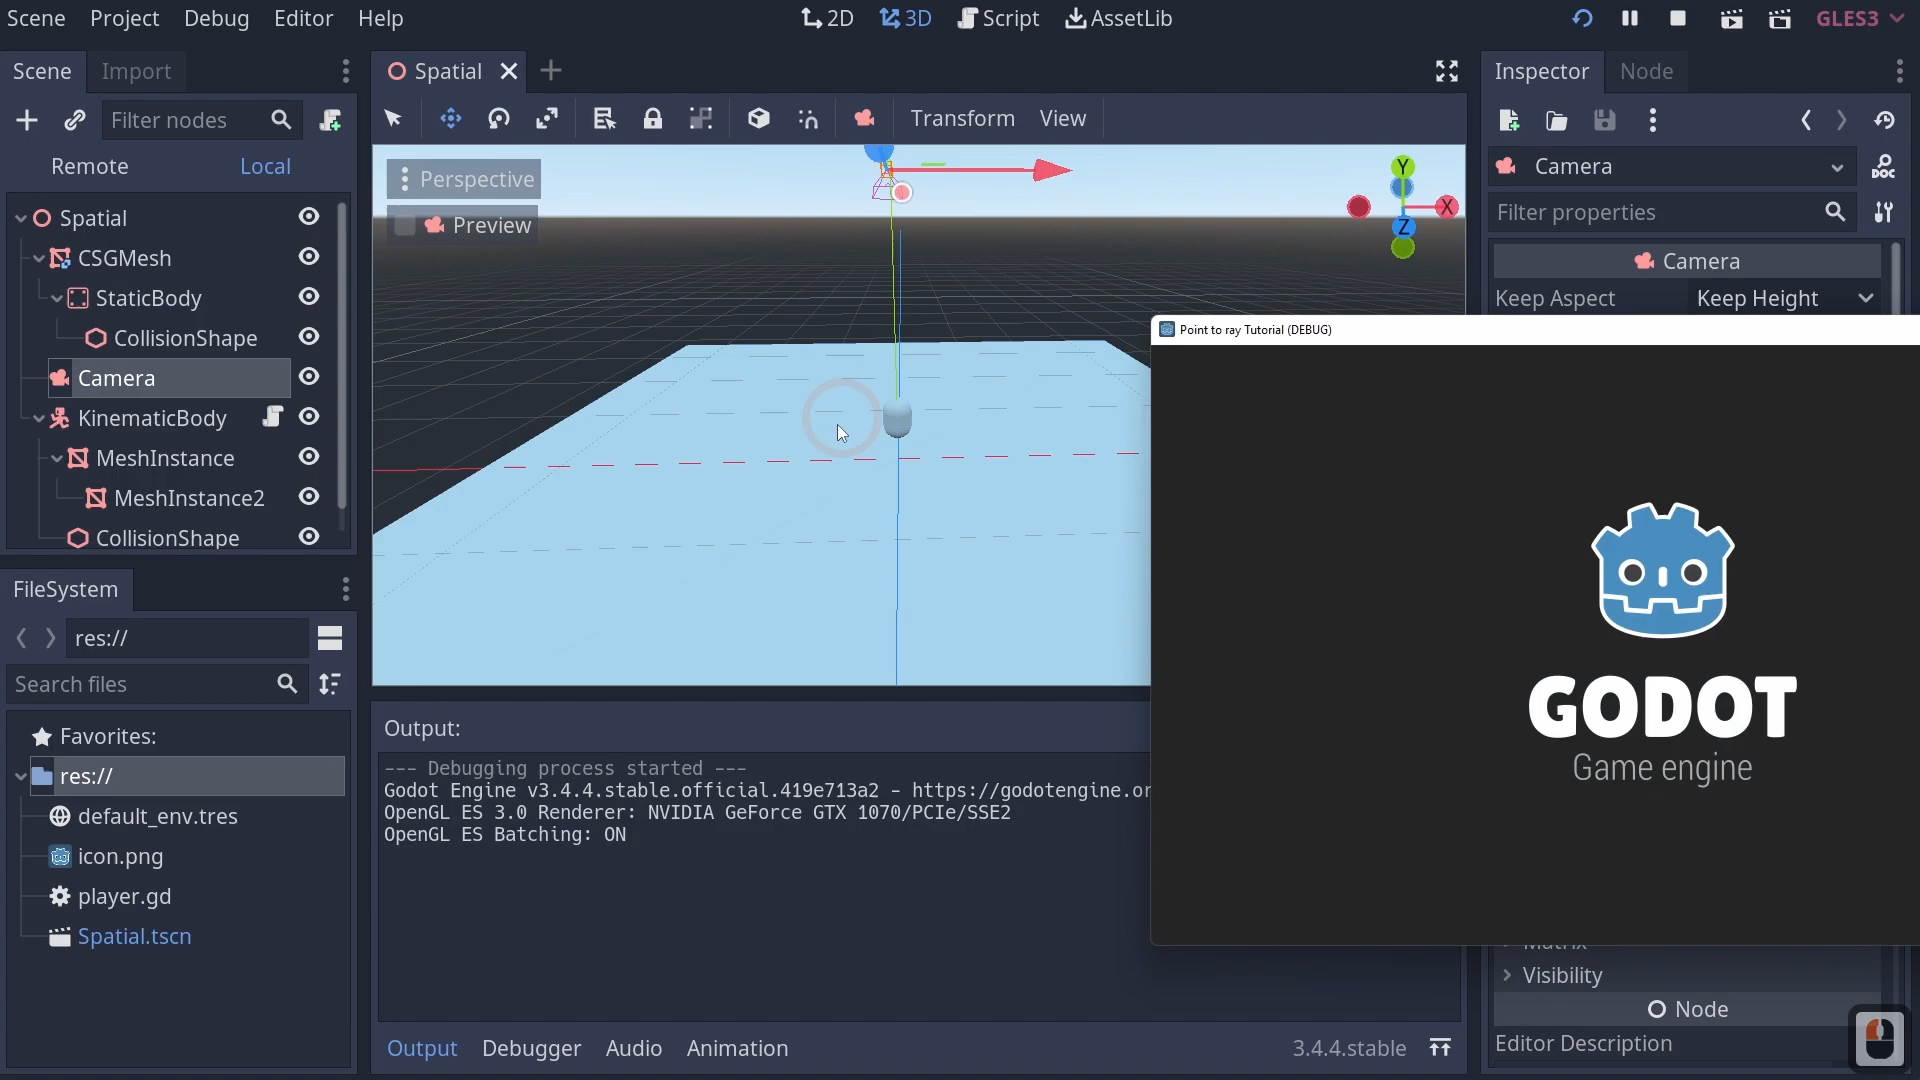 Scene Project Debug Editor Help
2D 3D Script AssetLib
GLES3
Scene Import
Spatial
Inspector Node
Filter nodes
Transform View
Remote Local
Camera
DOC
Perspective
Preview
Y
X
Z
Filter properties
Spatial
CSGMesh
StaticBody
CollisionShape
Camera
KinematicBody
MeshInstance
MeshInstance2
CollisionShape
Camera
Keep Aspect Keep Height
Point to ray Tutorial (DEBUG)
GODOT
Game engine
FileSystem
res://
Search files
Favorites:
res://
default_env.tres
icon.png
player.gd
Spatial.tscn
Output:
--- Debugging process started ---
Godot Engine v3.4.4.stable.official.419e713a2 - https://godotengine.or
OpenGL ES 3.0 Renderer: NVIDIA GeForce GTX 1070/PCIe/SSE2
OpenGL ES Batching: ON
Output Debugger Audio Animation
3.4.4.stable
Visibility
Node
Editor Description